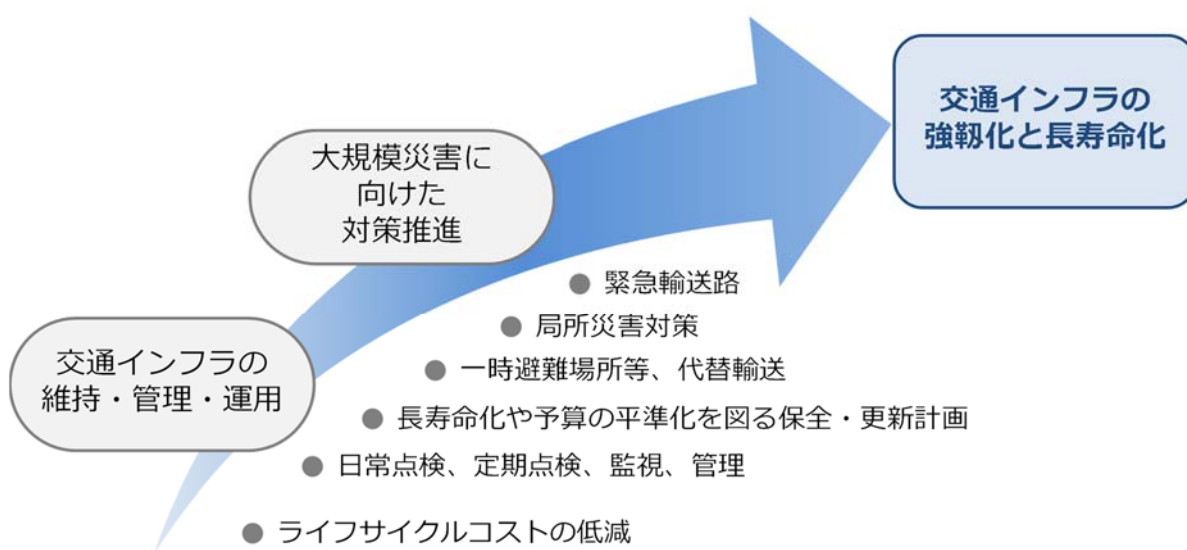 交通インフラの
強靱化と長寿命化
大規模災害に
向けた
対策推進
交通インフラの
維持・管理・運用
● 緊急輸送路
● 局所災害対策
● 一時避難場所等、代替輸送
● 長寿命化や予算の平準化を図る保全・更新計画
● 日常点検、定期点検、監視、管理
● ライフサイクルコストの低減